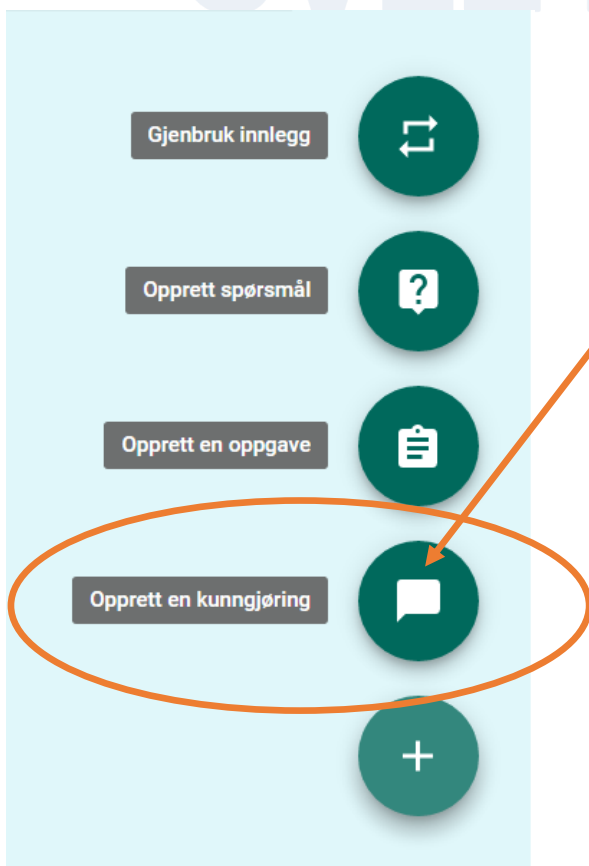 Gjenbruk innlegg
Opprett spørsmål
Opprett en oppgave
Opprett en kunngjøring